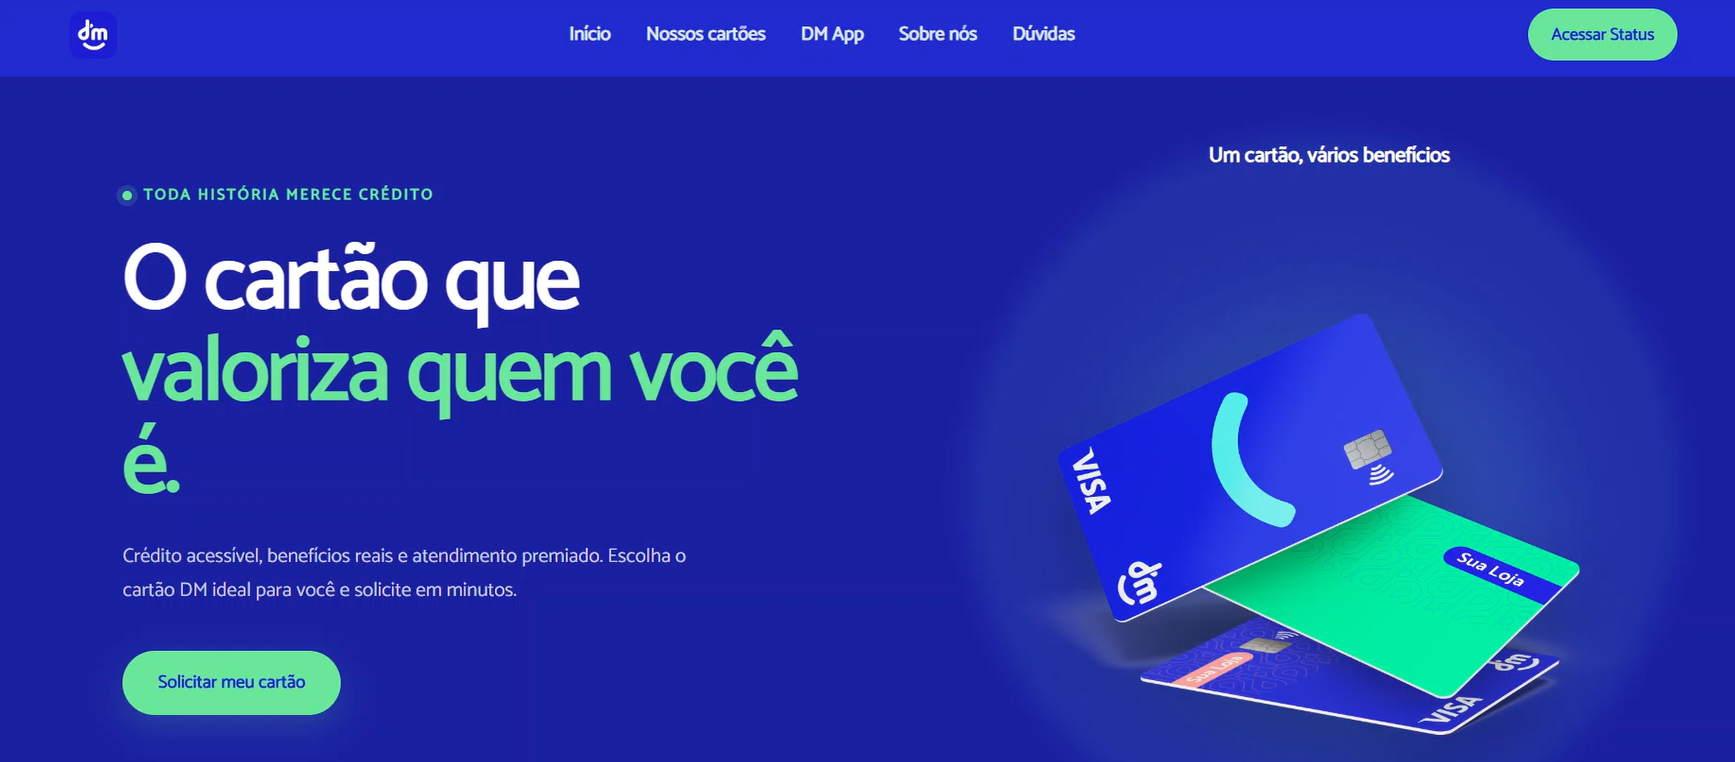 dm
Início Nossos cartões DM App Sobre nós Dúvidas
Acessar Status
Um cartão, vários benefícios
TODA HISTÓRIA MERECE CRÉDITO
O cartão que
valoriza quem você
é.
Crédito acessível, benefícios reais e atendimento premiado. Escolha o
cartão DM ideal para você e solicite em minutos.
Solicitar meu cartão
VISA
dm
Sua Loja
Sua Loja
dm
VISA